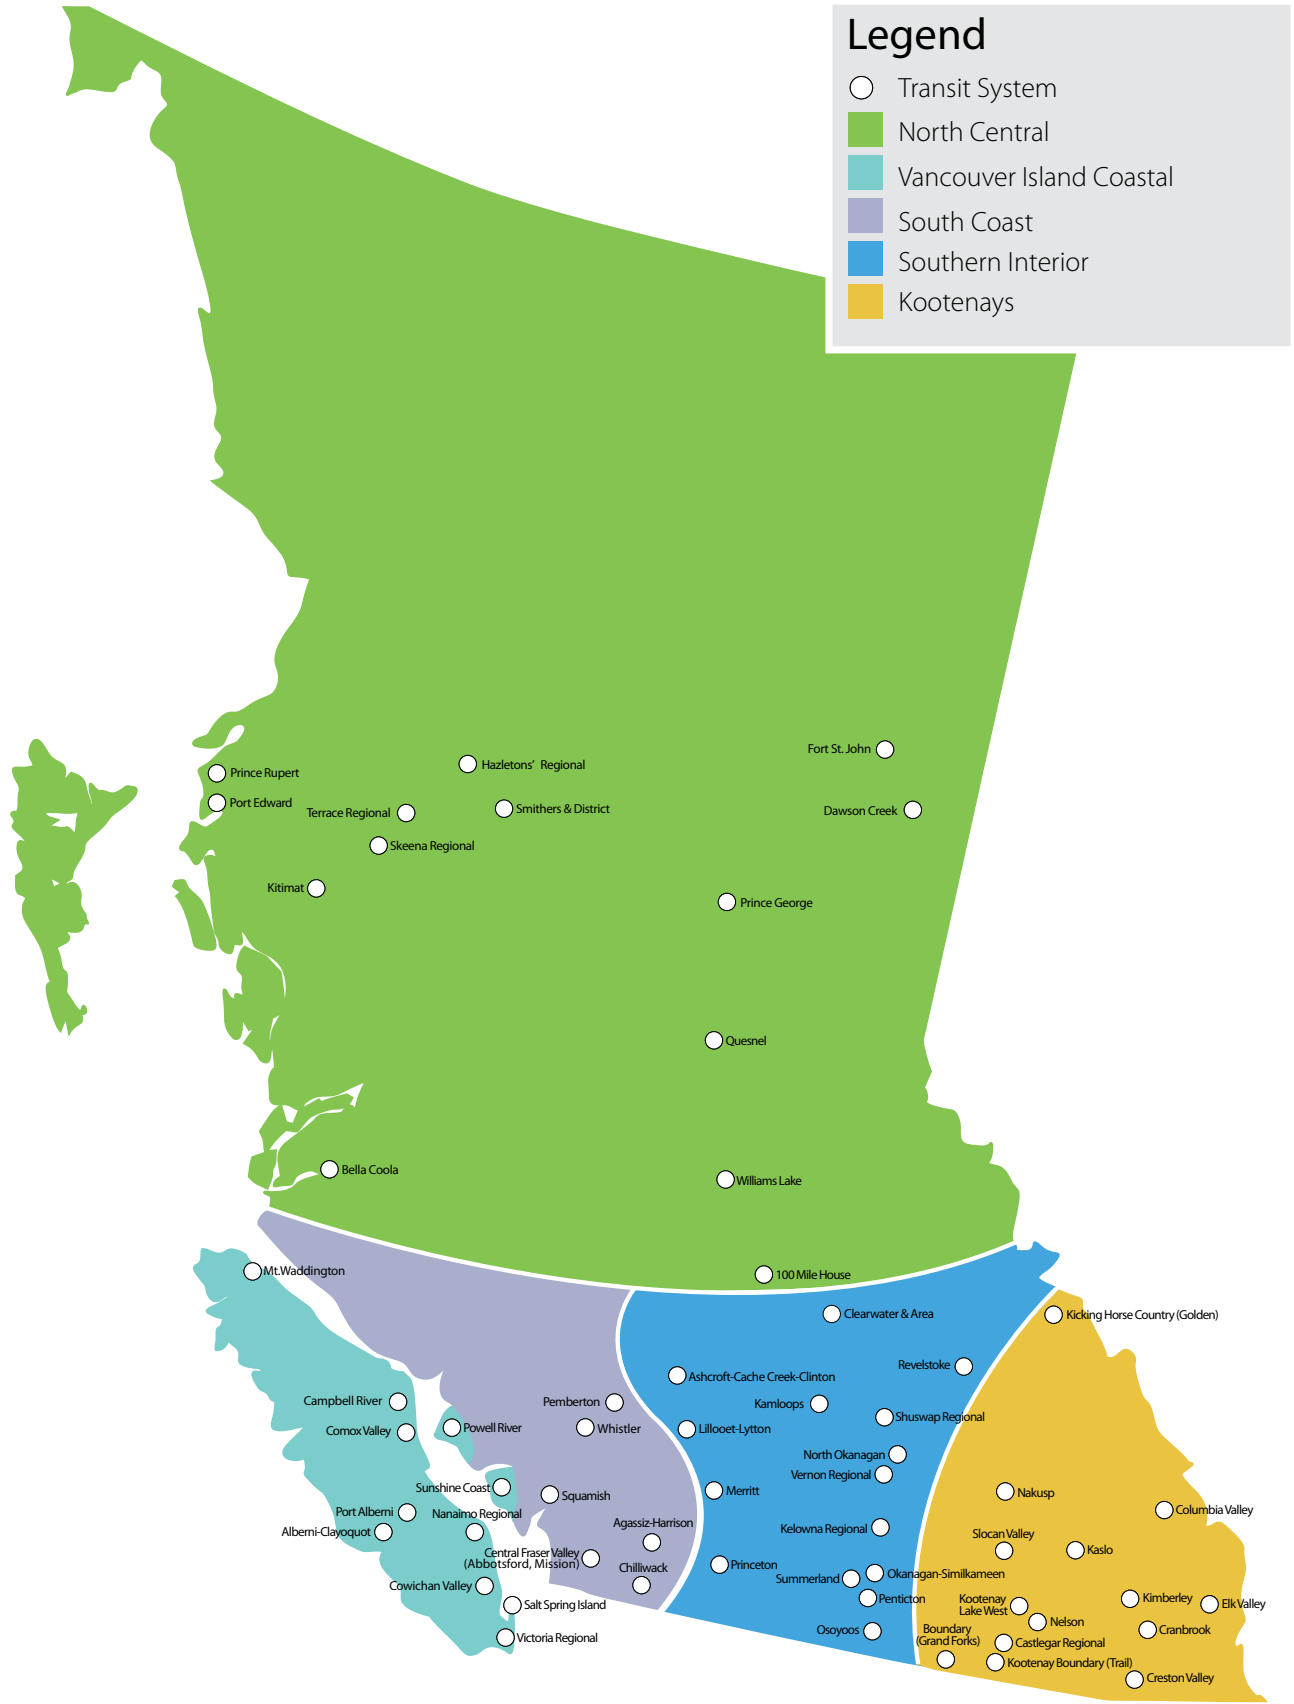 Legend
Transit System
North Central
Vancouver Island Coastal
South Coast
Southern Interior
Kootenays
Fort St. John
Hazletons' Regional
Prince Rupert
Port Edward
Terrace Regional
Smithers & District
Dawson Creek
Skeena Regional
Kitimat
Prince George
Quesnel
Bella Coola
Williams Lake
Mt.Waddington
100 Mile House
Clearwater & Area
Kicking Horse Country (Golden)
Revelstoke
Ashcroft-Cache Creek-Clinton
Campbell River
Pemberton
Kamloops
Shuswap Regional
Comox Valley
Powell River
Whistler
Lillooet-Lytton
North Okanagan
Vernon Regional
Sunshine Coast
Squamish
Merritt
Nakusp
Port Alberni
Nanaimo Regional
Columbia Valley
Alberni-Clayoquot
Agassiz-Harrison
Kelowna Regional
Slocan Valley
Kaslo
Central Fraser Valley
(Abbotsford, Mission)
Chilliwack
Princeton
Okanagan-Similkameen
Summerland
Cowichan Valley
Penticton
Kootenay
Lake West
Kimberley
Elk Valley
Salt Spring Island
Nelson
Osoyoos
Boundary
(Grand Forks)
Cranbrook
Victoria Regional
Castlegar Regional
Kootenay Boundary (Trail)
Creston Valley